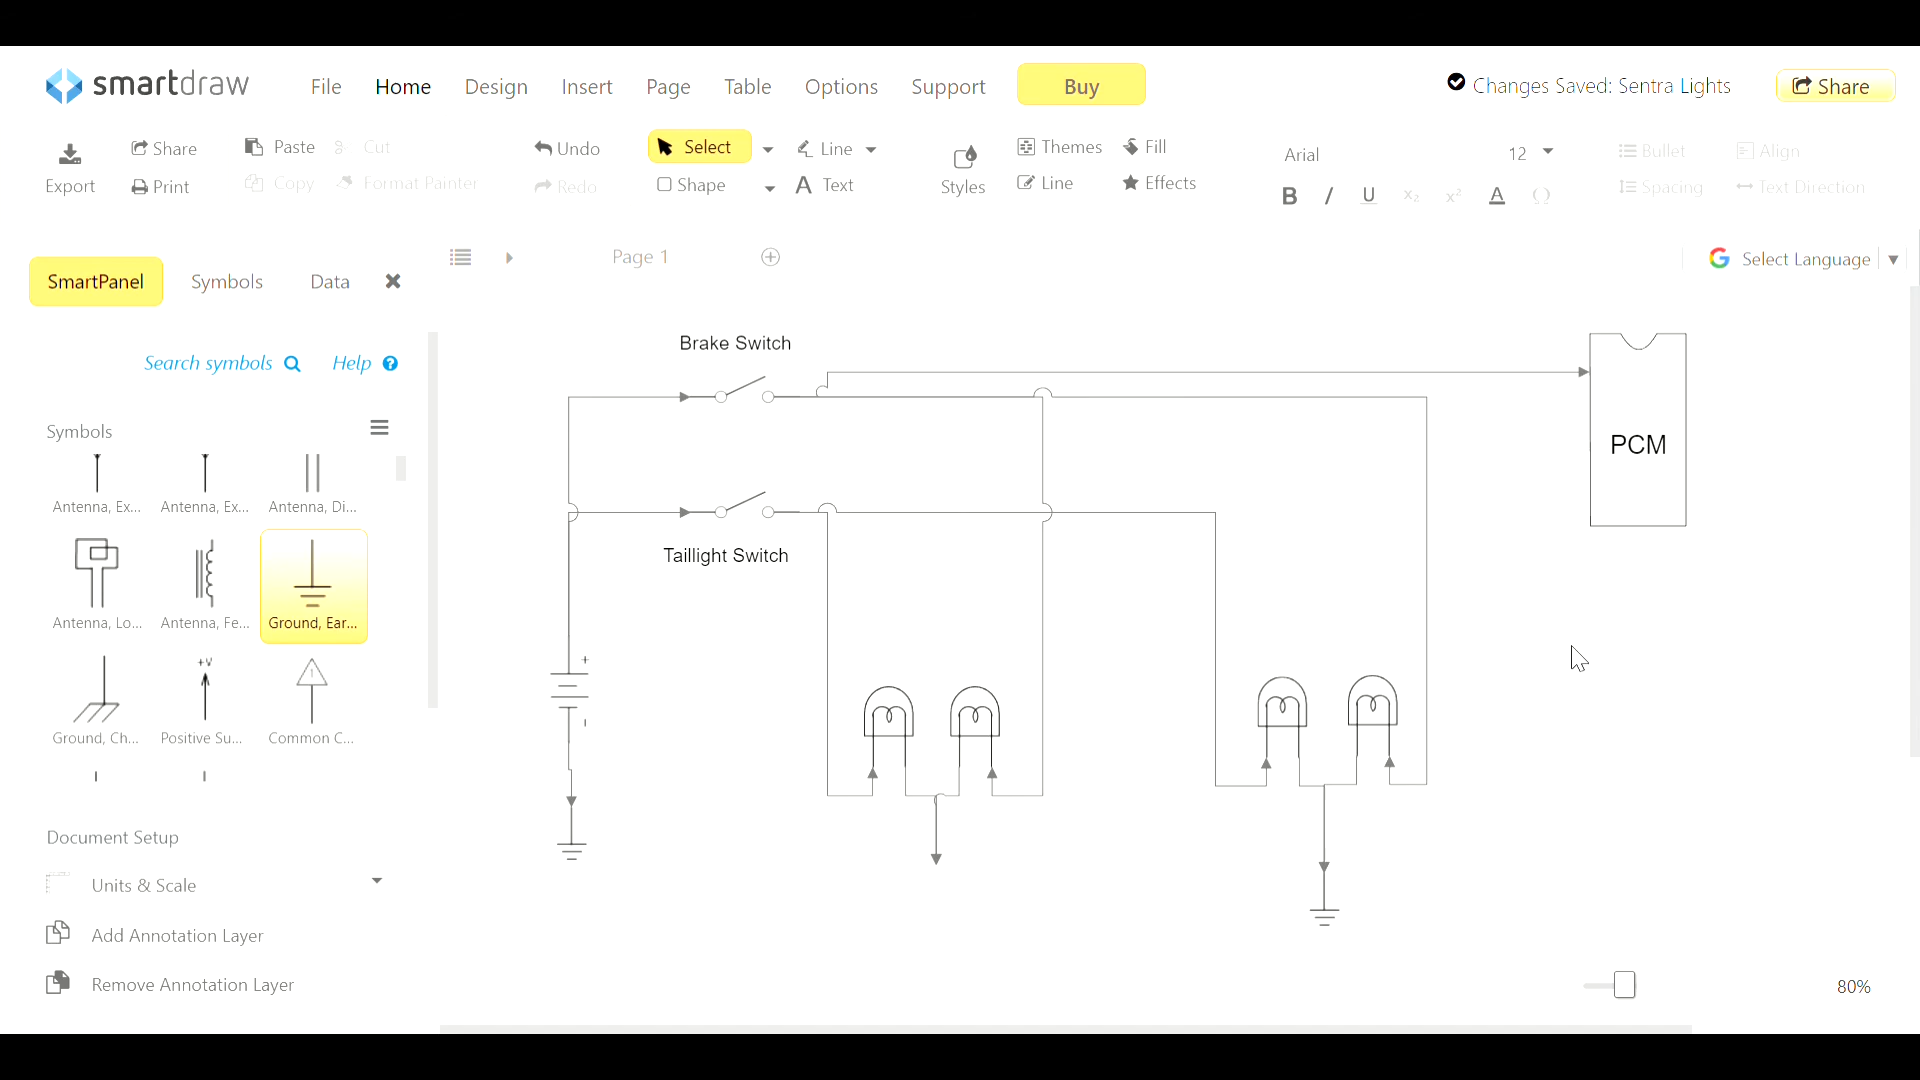 smartdraw
File Home Design Insert Page Table Options Support Buy
Changes Saved: Sentra Lights
Share
Export
Share
Print
Paste
Cut
Copy
Format Painter
Undo
Redo
Select
Shape
Line
Text
Styles
Themes
Fill
Line
Effects
Arial
12
B I U x₂ x² A Ω
Bullet
Align
Spacing
Text Direction
SmartPanel Symbols Data
Page 1
Select Language
Search symbols
Help
Symbols
Antenna, Ex... Antenna, Ex... Antenna, Di...
Antenna, Lo... Antenna, Fe... Ground, Ear...
+V
1
Ground, Ch... Positive Su... Common C...
Document Setup
Units & Scale
Add Annotation Layer
Remove Annotation Layer
Brake Switch
Taillight Switch
+
PCM
80%